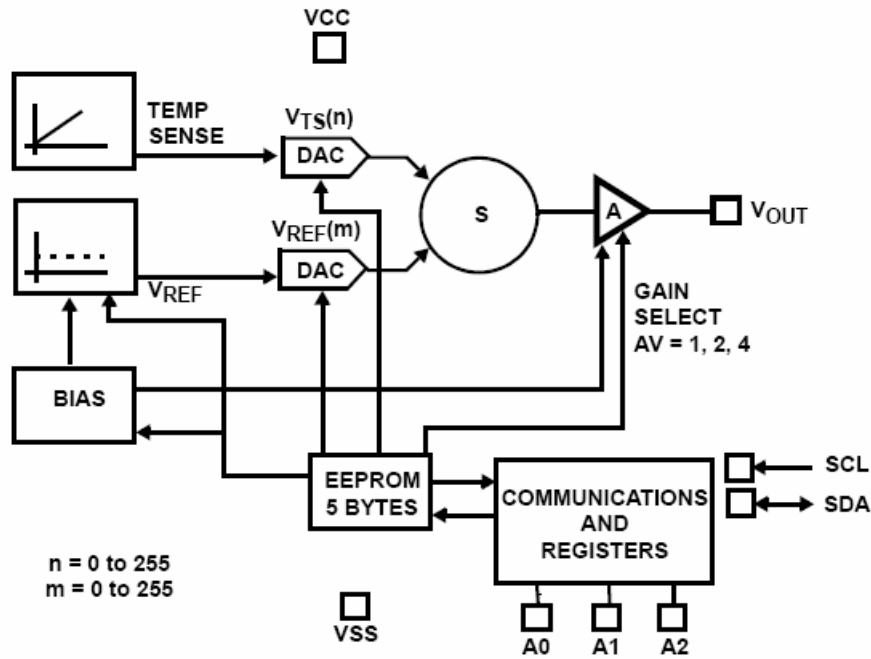 VCC
TEMP
SENSE
VTS(n)
DAC
S
A
VOUT
VREF(m)
DAC
VREF
GAIN
SELECT
AV = 1, 2, 4
BIAS
EEPROM
5 BYTES
COMMUNICATIONS
AND
REGISTERS
SCL
SDA
n = 0 to 255
m = 0 to 255
VSS
A0
A1
A2